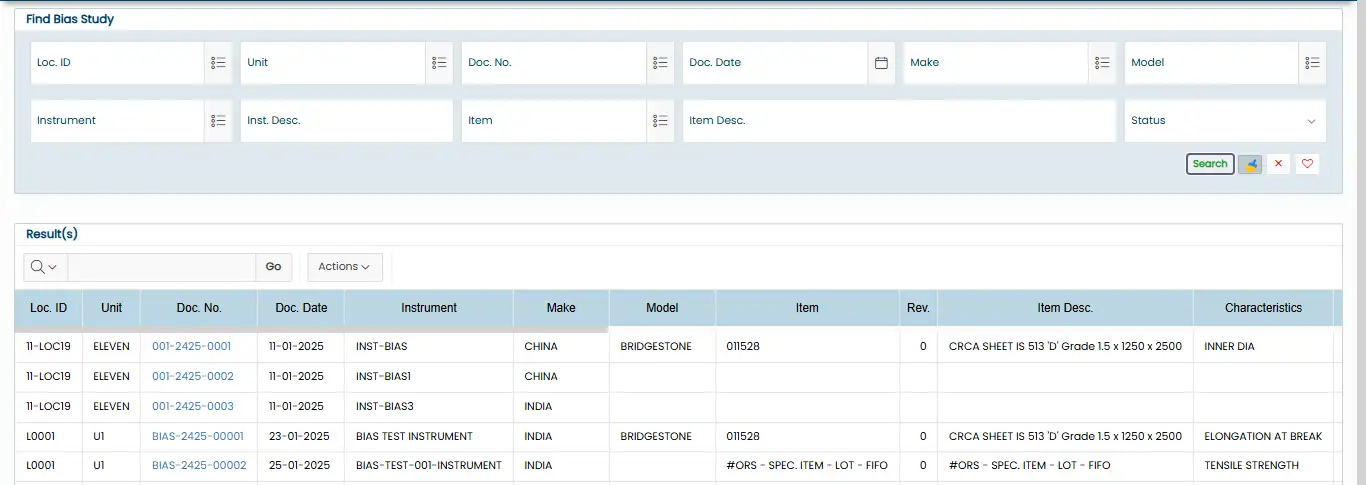 Find Bias Study
Loc. ID Unit Doc. No. Doc. Date Make Model
Instrument Inst. Desc. Item Item Desc. Status
Search
Result(s)
Go Actions
Loc. ID Unit Doc. No. Doc. Date Instrument Make Model Item Rev. Item Desc. Characteristics
11-LOC19 ELEVEN 001-2425-0001 11-01-2025 INST-BIAS CHINA BRIDGESTONE 011528 0 CRCA SHEET IS 513 'D' Grade 1.5 x 1250 x 2500 INNER DIA
11-LOC19 ELEVEN 001-2425-0002 11-01-2025 INST-BIAS1 CHINA
11-LOC19 ELEVEN 001-2425-0003 11-01-2025 INST-BIAS3 INDIA
L0001 U1 BIAS-2425-00001 23-01-2025 BIAS TEST INSTRUMENT INDIA BRIDGESTONE 011528 0 CRCA SHEET IS 513 'D' Grade 1.5 x 1250 x 2500 ELONGATION AT BREAK
L0001 U1 BIAS-2425-00002 25-01-2025 BIAS-TEST-001-INSTRUMENT INDIA #ORS - SPEC. ITEM - LOT - FIFO 0 #ORS - SPEC. ITEM - LOT - FIFO TENSILE STRENGTH